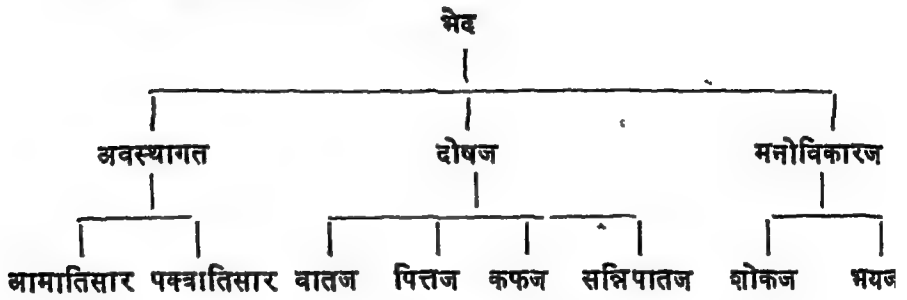 भेद
अवस्थागत दोषज मनोविकारज
आमातिसार पक्वातिसार वातज पित्तज कफज सन्निपातज शोकज भयज